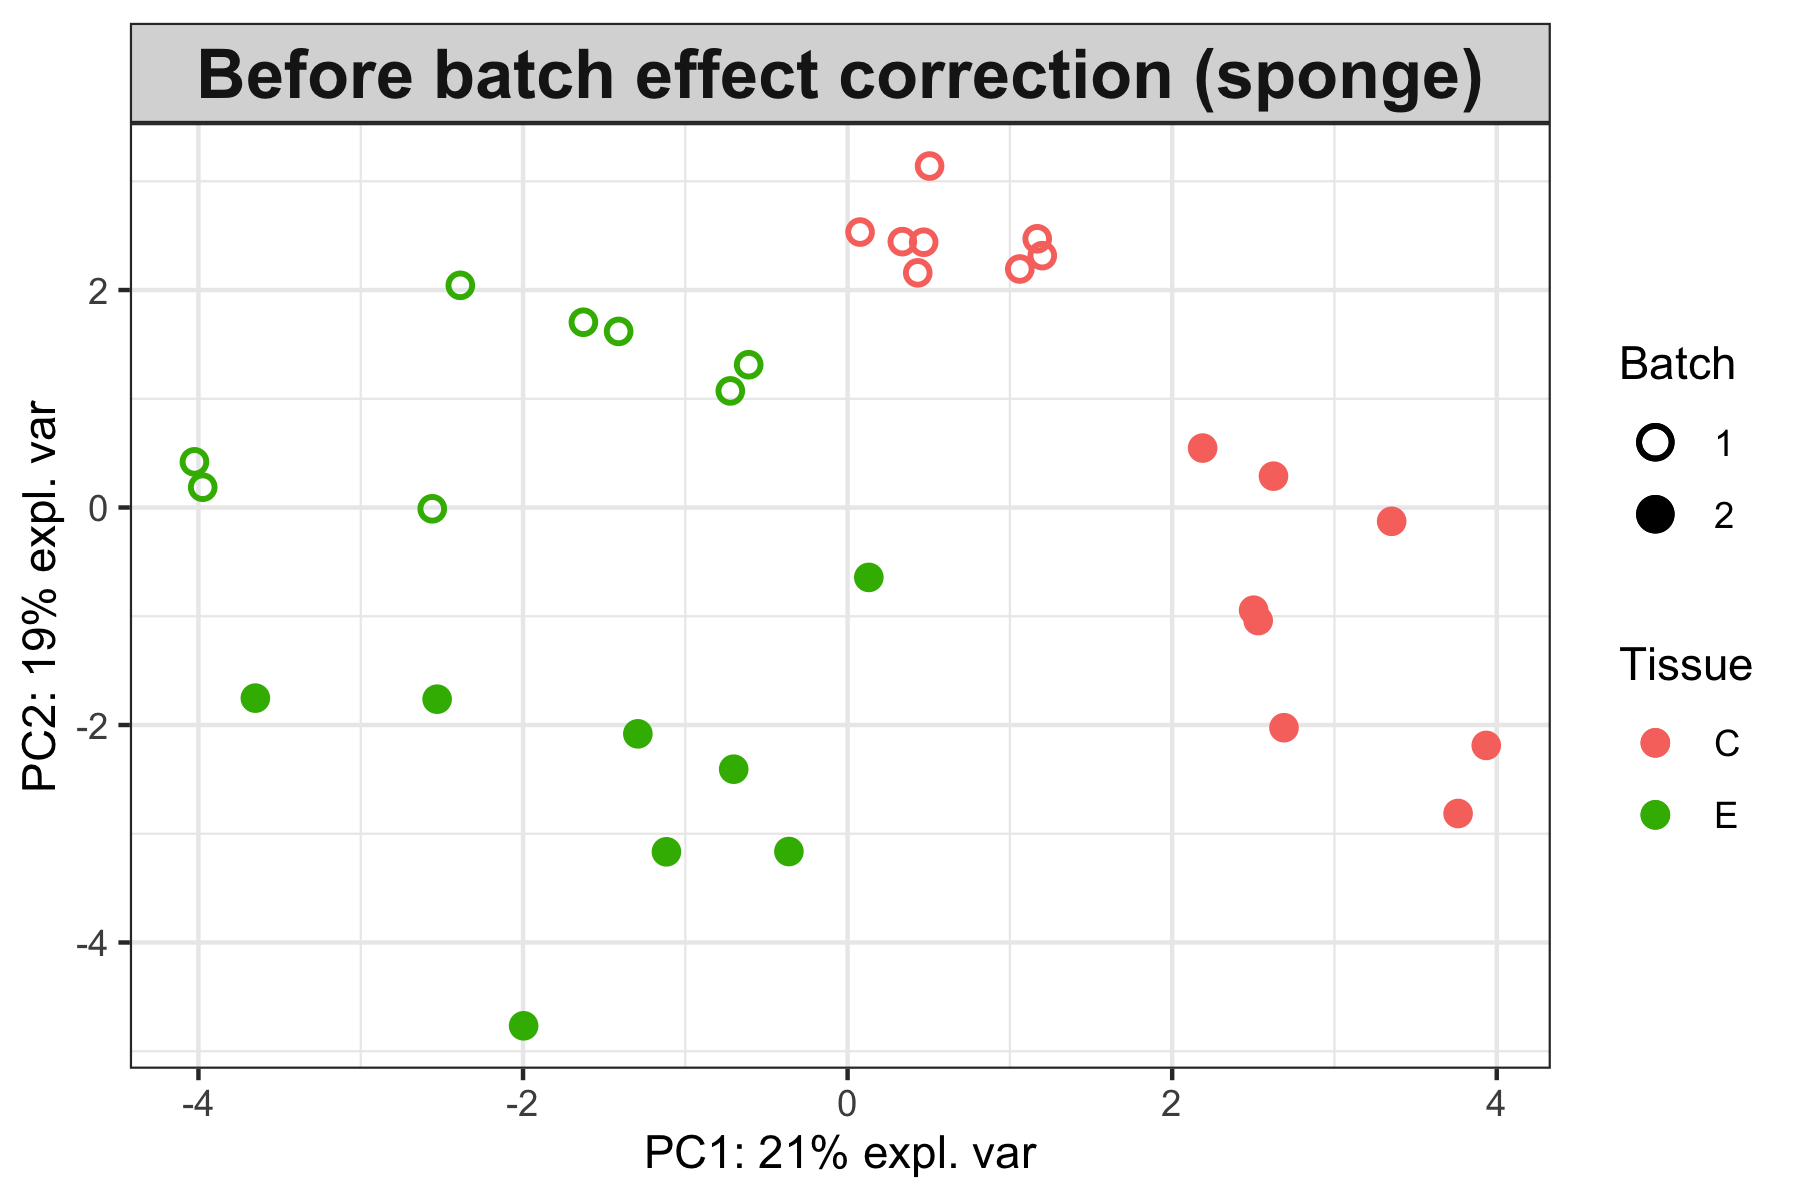 Before batch effect correction (sponge)
PC2: 19% expl. var
2
0
-2
-4
-4
-2
0
2
4
PC1: 21% expl. var
Batch
1
2
Tissue
C
E